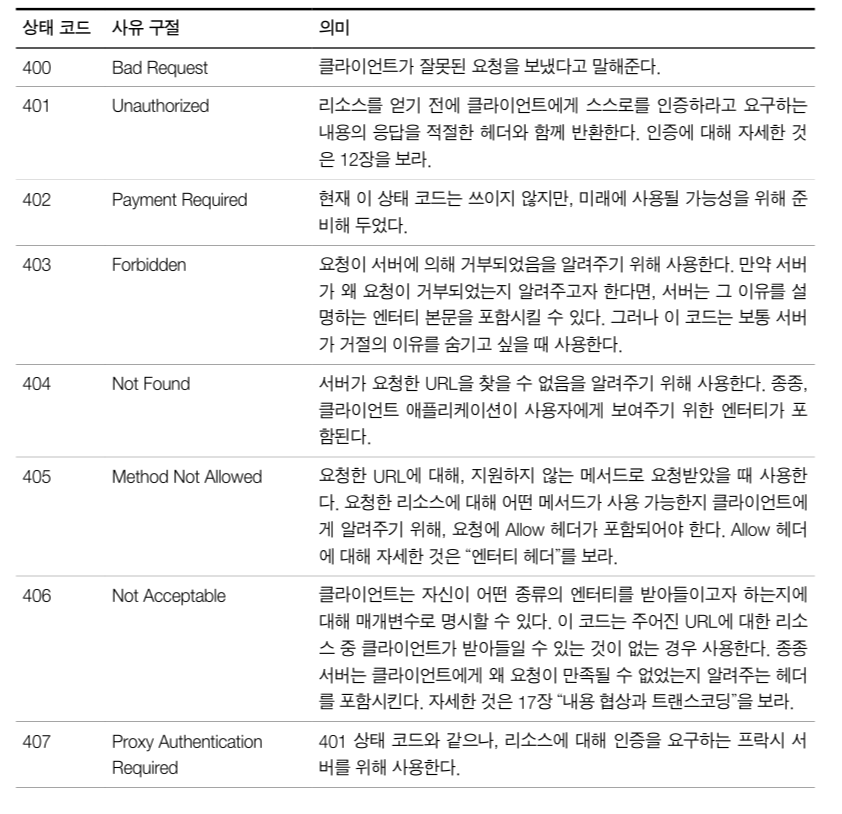 상태 코드 사유 구절 의미
400 Bad Request 클라이언트가 잘못된 요청을 보냈다고 말해준다.
401 Unauthorized 리소스를 얻기 전에 클라이언트에게 스스로를 인증하라고 요구하는
내용의 응답을 적절한 헤더와 함께 반환한다. 인증에 대해 자세한 것
은 12장을 보라.
402 Payment Required 현재 이 상태 코드는 쓰이지 않지만, 미래에 사용될 가능성을 위해 준
비해 두었다.
403 Forbidden 요청이 서버에 의해 거부되었음을 알려주기 위해 사용한다. 만약 서버
가 왜 요청이 거부되었는지 알려주고자 한다면, 서버는 그 이유를 설
명하는 엔터티 본문을 포함시킬 수 있다. 그러나 이 코드는 보통 서버
가 거절의 이유를 숨기고 싶을 때 사용한다.
404 Not Found 서버가 요청한 URL을 찾을 수 없음을 알려주기 위해 사용한다. 종종,
클라이언트 애플리케이션이 사용자에게 보여주기 위한 엔터티가 포
함된다.
405 Method Not Allowed 요청한 URL에 대해, 지원하지 않는 메서드로 요청받았을 때 사용한
다. 요청한 리소스에 대해 어떤 메서드가 사용 가능한지 클라이언트에
게 알려주기 위해, 요청에 Allow 헤더가 포함되어야 한다. Allow 헤더
에 대해 자세한 것은 “엔터티 헤더”를 보라.
406 Not Acceptable 클라이언트는 자신이 어떤 종류의 엔터티를 받아들이고자 하는지에
대해 매개변수로 명시할 수 있다. 이 코드는 주어진 URL에 대한 리소
스 중 클라이언트가 받아들일 수 있는 것이 없는 경우 사용한다. 종종
서버는 클라이언트에게 왜 요청이 만족될 수 없었는지 알려주는 헤더
를 포함시킨다. 자세한 것은 17장 “내용 협상과 트랜스코딩”을 보라.
407 Proxy Authentication 401 상태 코드와 같으나, 리소스에 대해 인증을 요구하는 프락시 서
Required 버를 위해 사용한다.